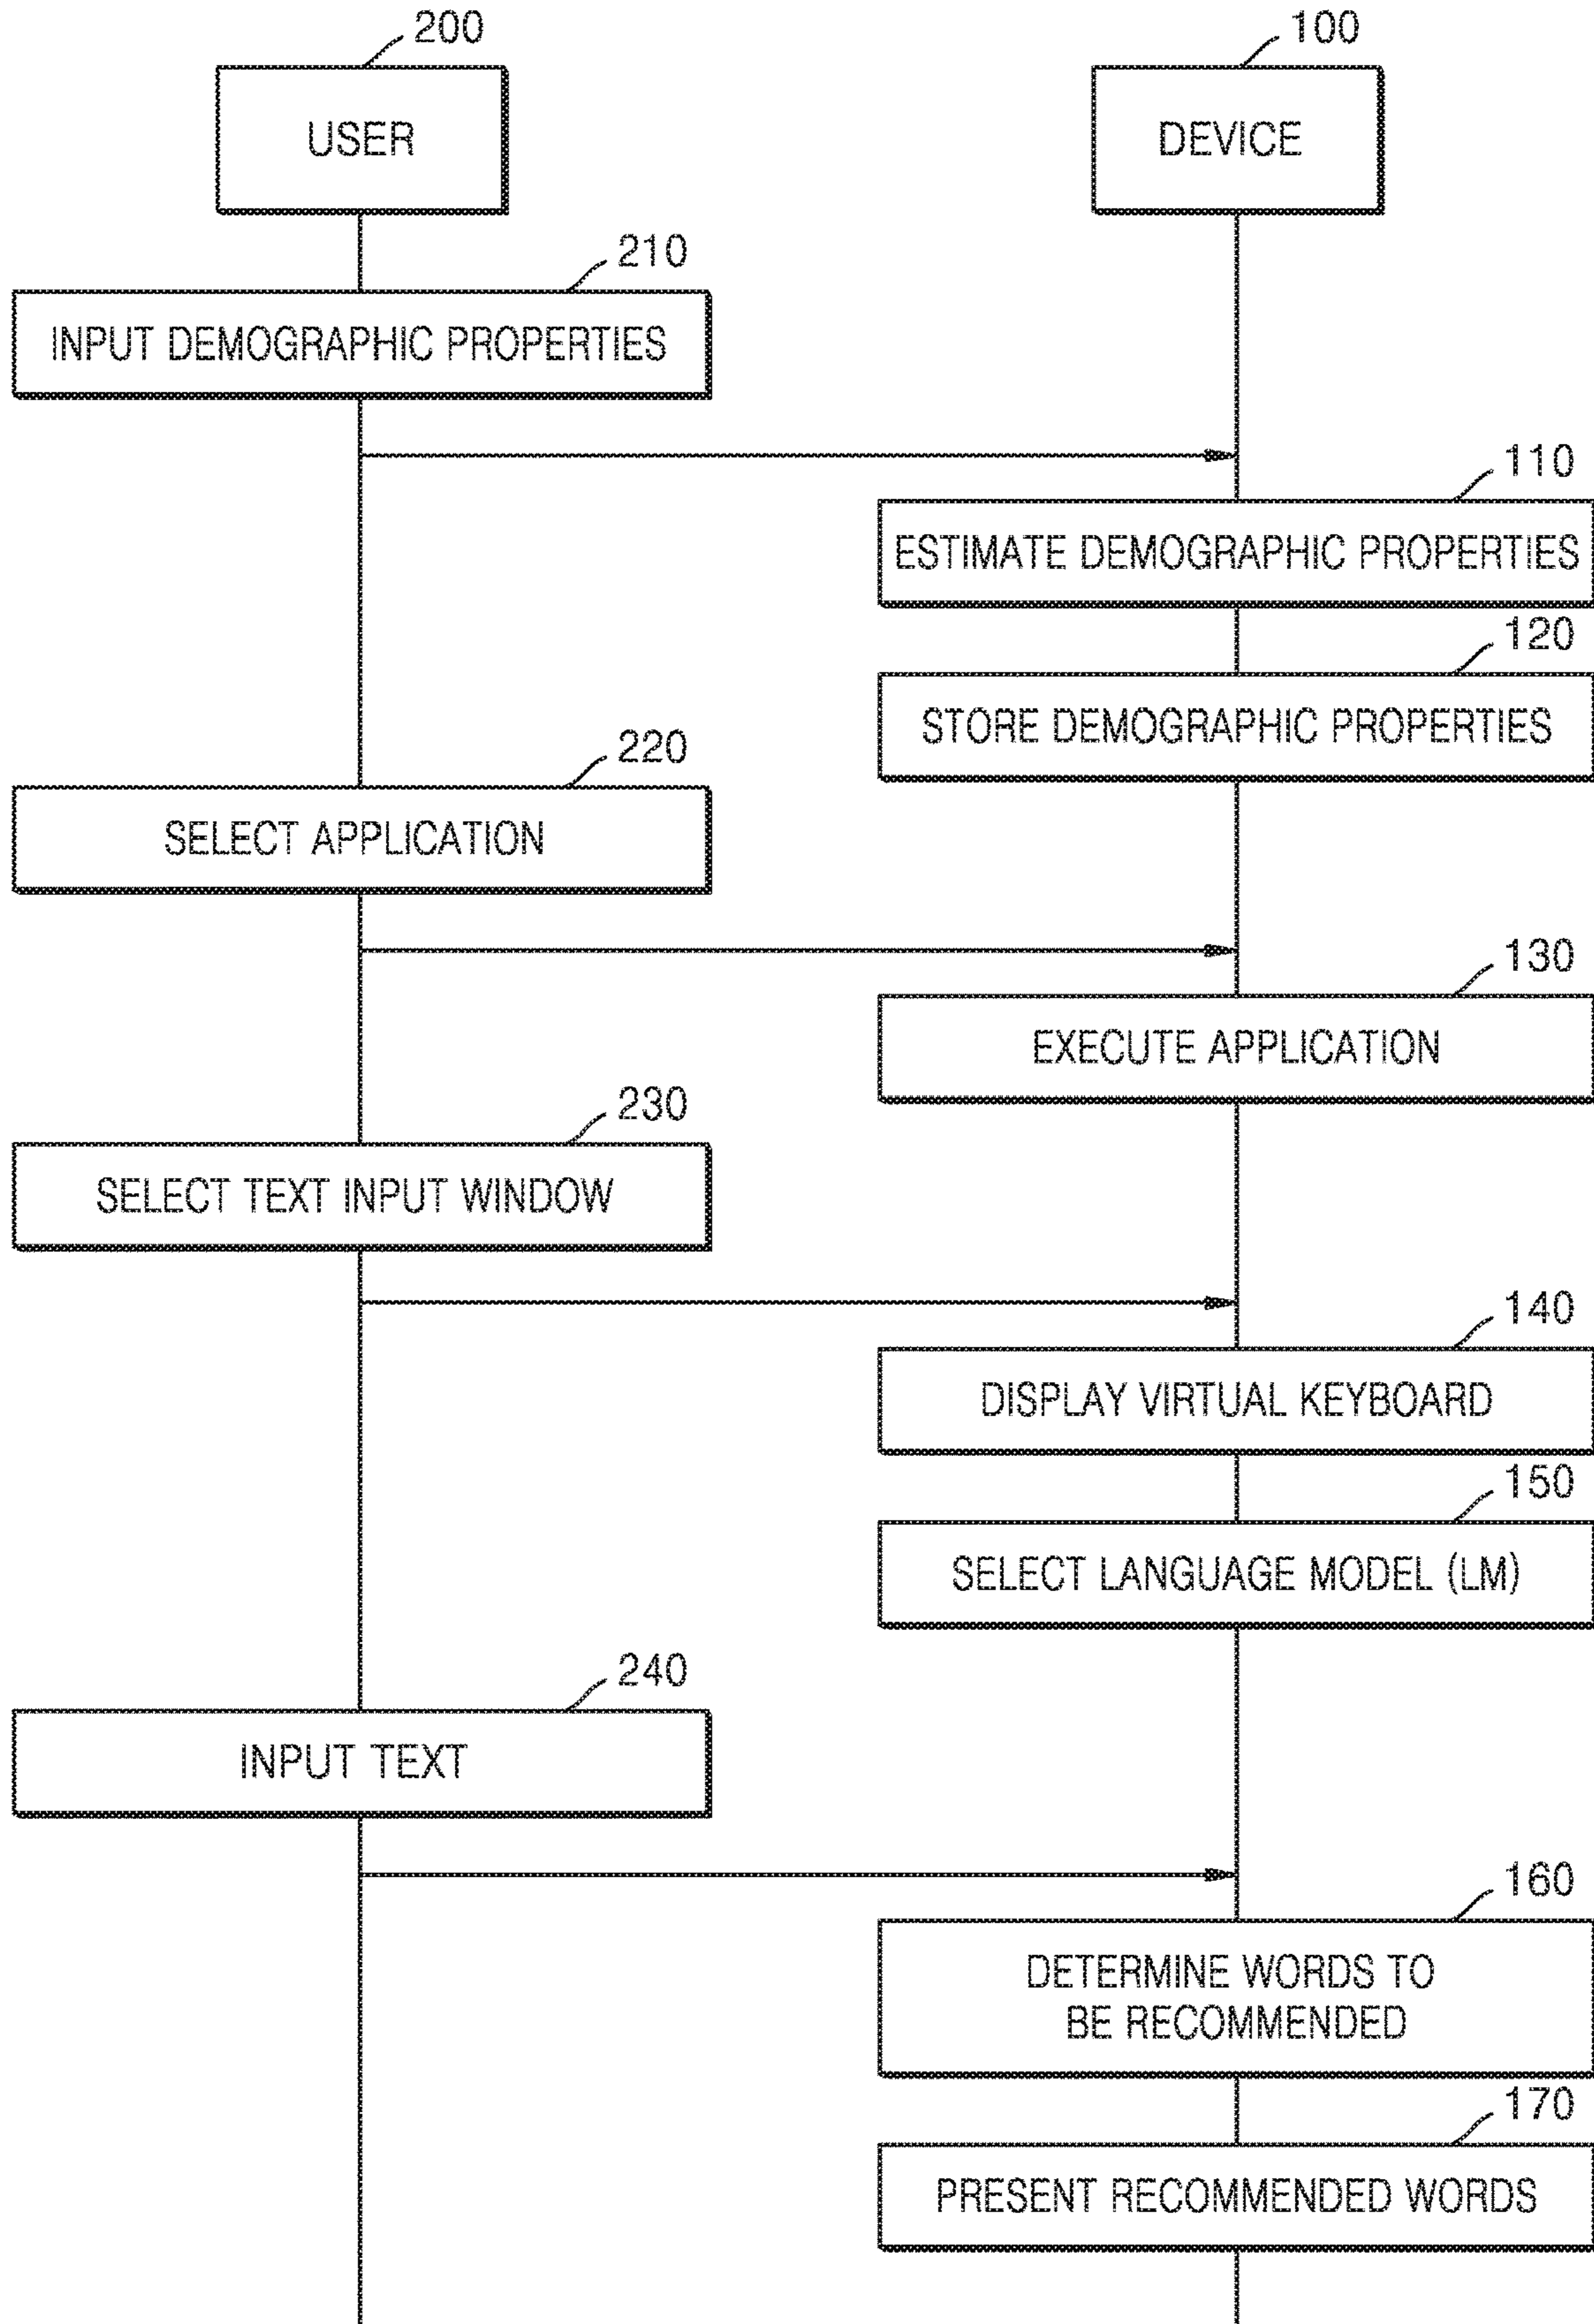 200
100
USER
DEVICE
210
INPUT DEMOGRAPHIC PROPERTIES
110
ESTIMATE DEMOGRAPHIC PROPERTIES
120
STORE DEMOGRAPHIC PROPERTIES
220
SELECT APPLICATION
130
EXECUTE APPLICATION
230
SELECT TEXT INPUT WINDOW
140
DISPLAY VIRTUAL KEYBOARD
150
SELECT LANGUAGE MODEL (LM)
240
INPUT TEXT
160
DETERMINE WORDS TO
BE RECOMMENDED
170
PRESENT RECOMMENDED WORDS